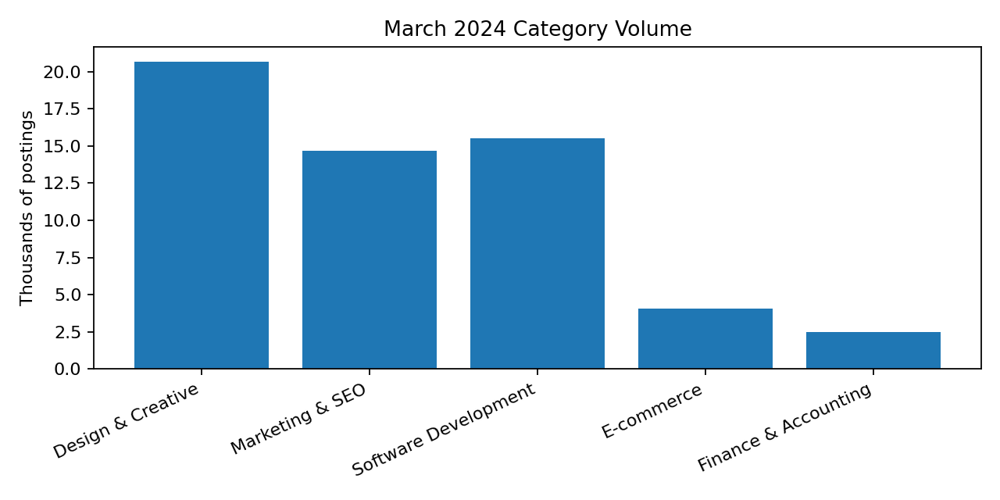 March 2024 Category Volume
Thousands of postings
20.0
17.5
15.0
12.5
10.0
7.5
5.0
2.5
0.0
Design & Creative
Marketing & SEO
Software Development
E-commerce
Finance & Accounting